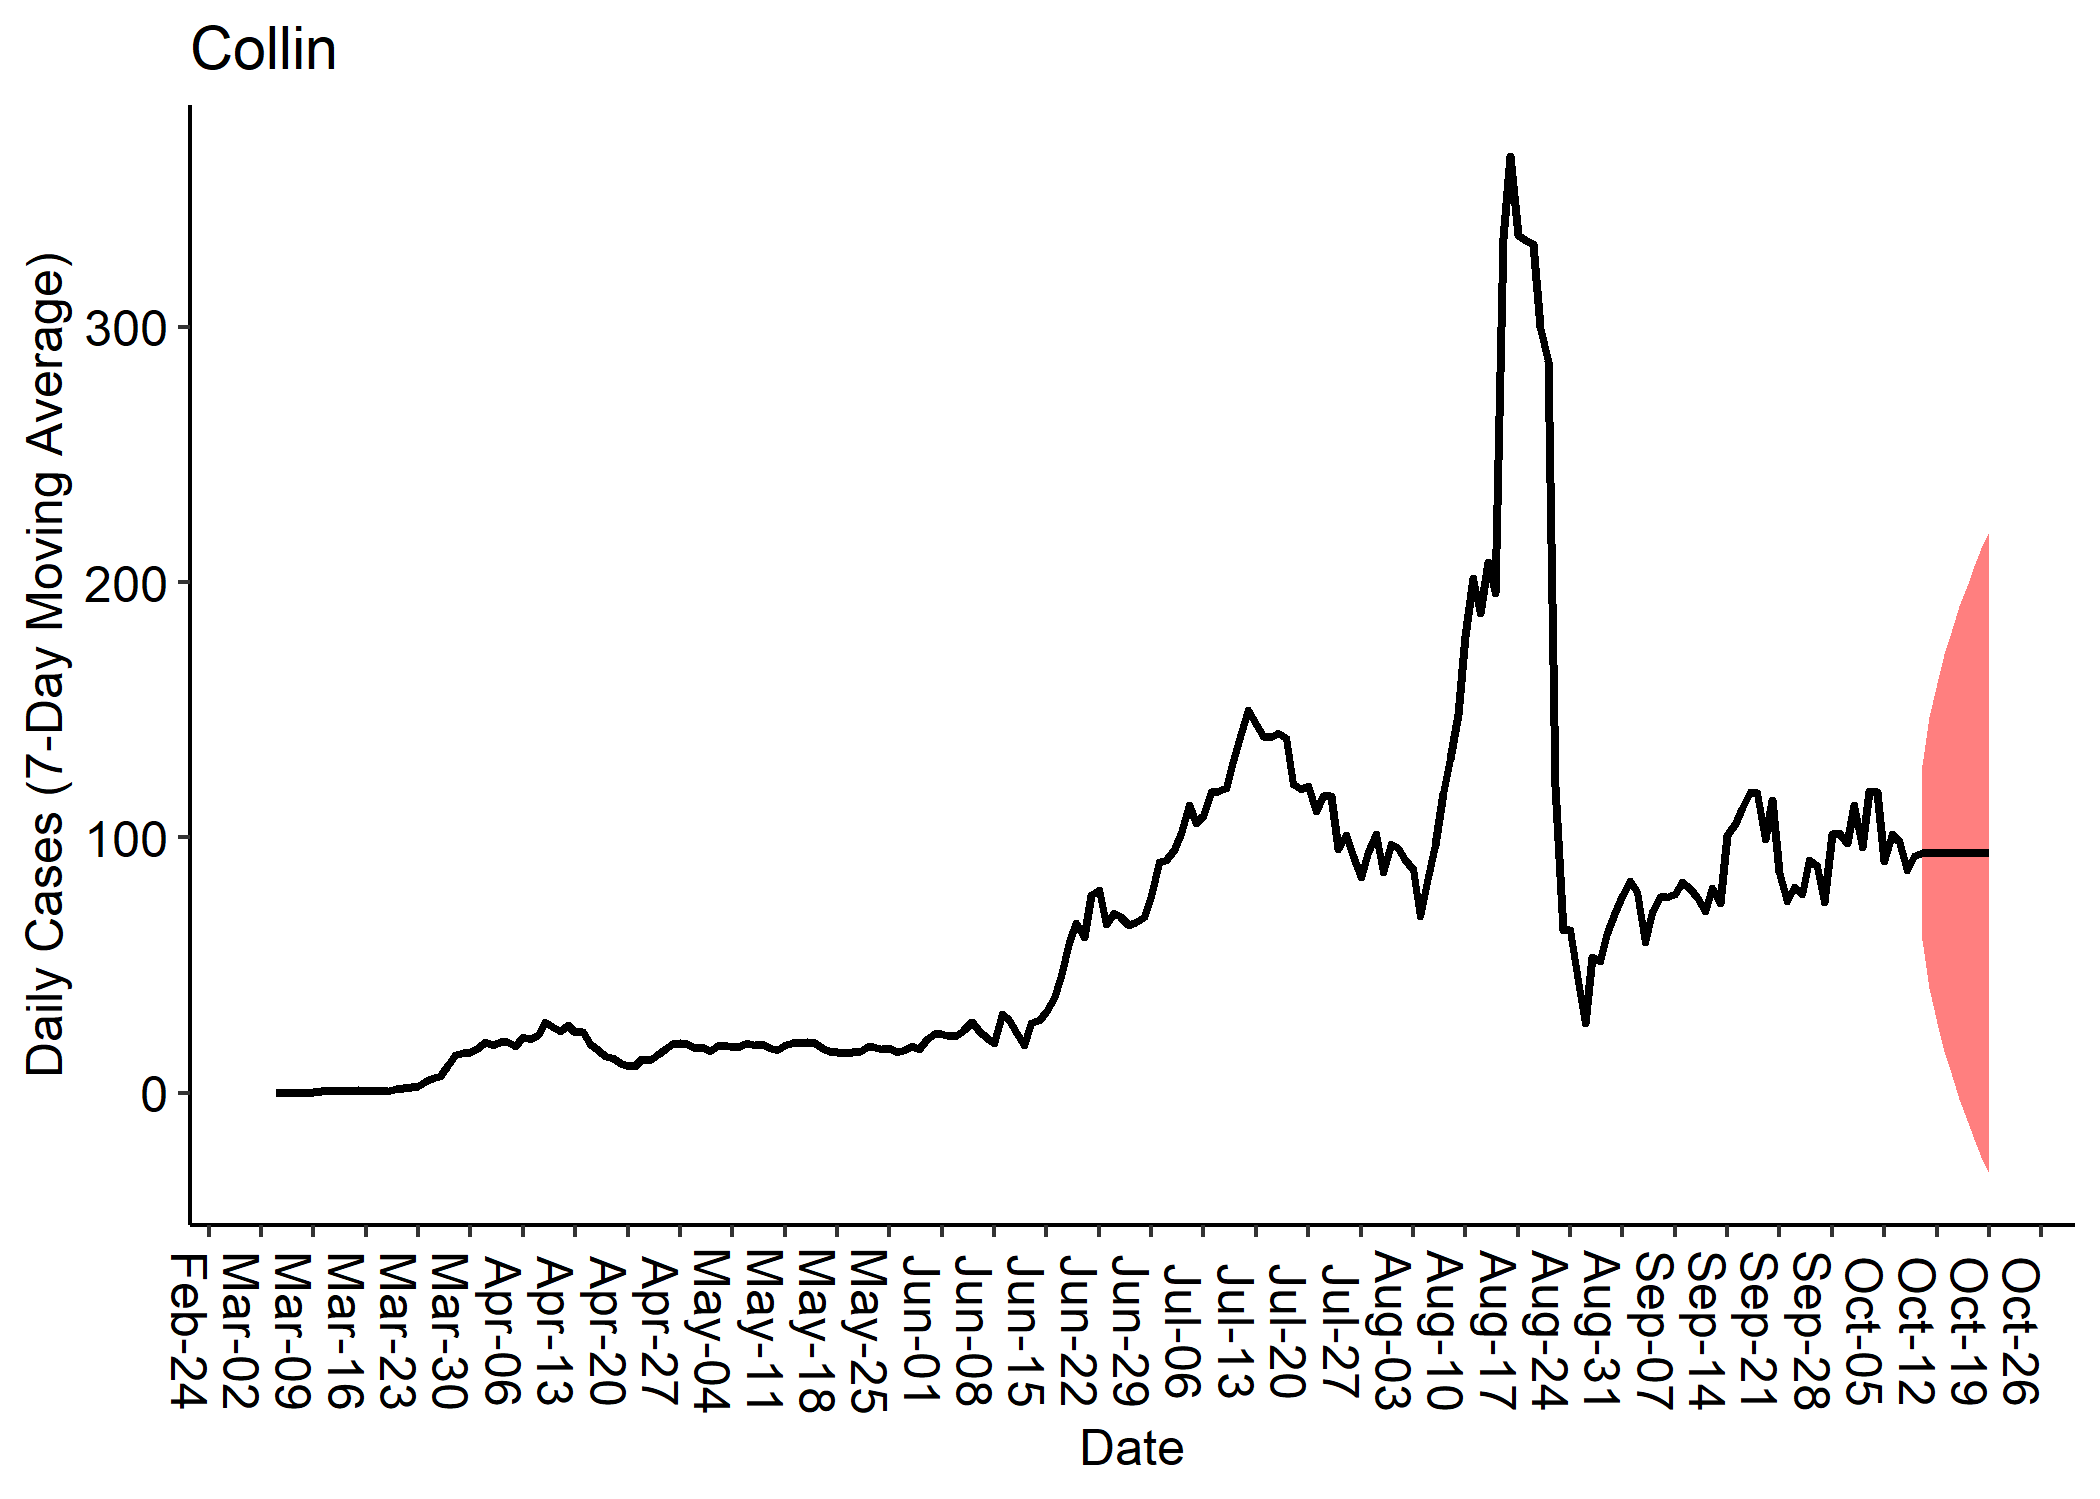 Collin
Daily Cases (7-Day Moving Average)
300
200
100
0
Feb-24
Mar-02
Mar-09
Mar-16
Mar-23
Mar-30
Apr-06
Apr-13
Apr-20
Apr-27
May-04
May-11
May-18
May-25
Jun-01
Jun-08
Jun-15
Jun-22
Jun-29
Jul-06
Jul-13
Jul-20
Jul-27
Aug-03
Aug-10
Aug-17
Aug-24
Aug-31
Sep-07
Sep-14
Sep-21
Sep-28
Oct-05
Oct-12
Oct-19
Oct-26
Date